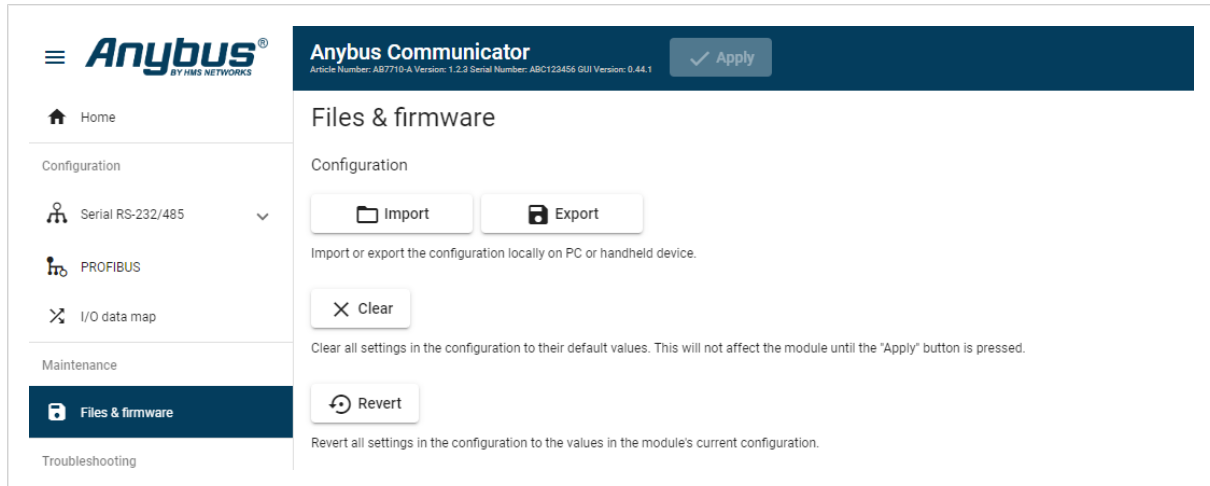 Anybus®
BY HMS NETWORKS
Anybus Communicator
Article Number: AB7710-A Version: 1.2.3 Serial Number: ABC123456 GUI Version: 0.44.1
Apply
Home
Configuration
Serial RS-232/485
PROFIBUS
I/O data map
Maintenance
Files & firmware
Troubleshooting
Files & firmware
Configuration
Import
Export
Import or export the configuration locally on PC or handheld device.
Clear
Clear all settings in the configuration to their default values. This will not affect the module until the "Apply" button is pressed.
Revert
Revert all settings in the configuration to the values in the module's current configuration.